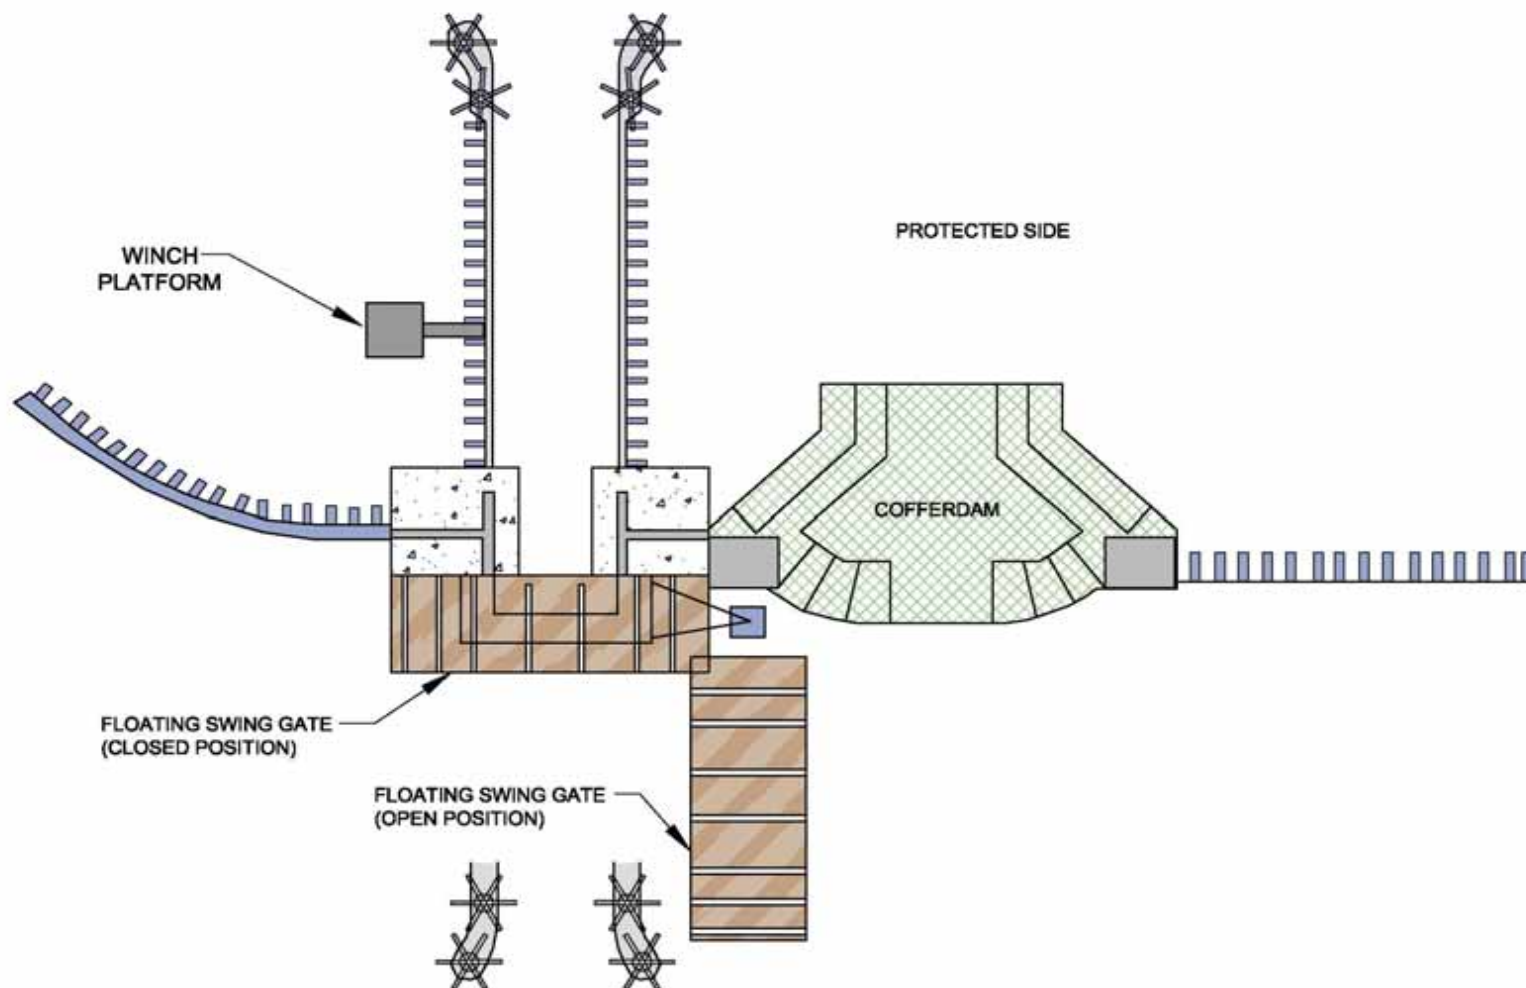 PROTECTED SIDE
WINCH
PLATFORM
COFFERDAM
FLOATING SWING GATE
(CLOSED POSITION)
FLOATING SWING GATE
(OPEN POSITION)